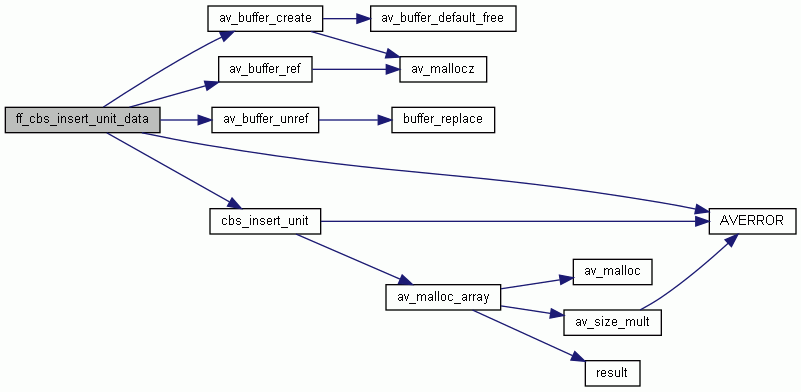 av_buffer_create
av_buffer_default_free
av_buffer_ref
av_mallocz
ff_cbs_insert_unit_data
av_buffer_unref
buffer_replace
cbs_insert_unit
AVERROR
av_malloc
av_malloc_array
av_size_mult
result